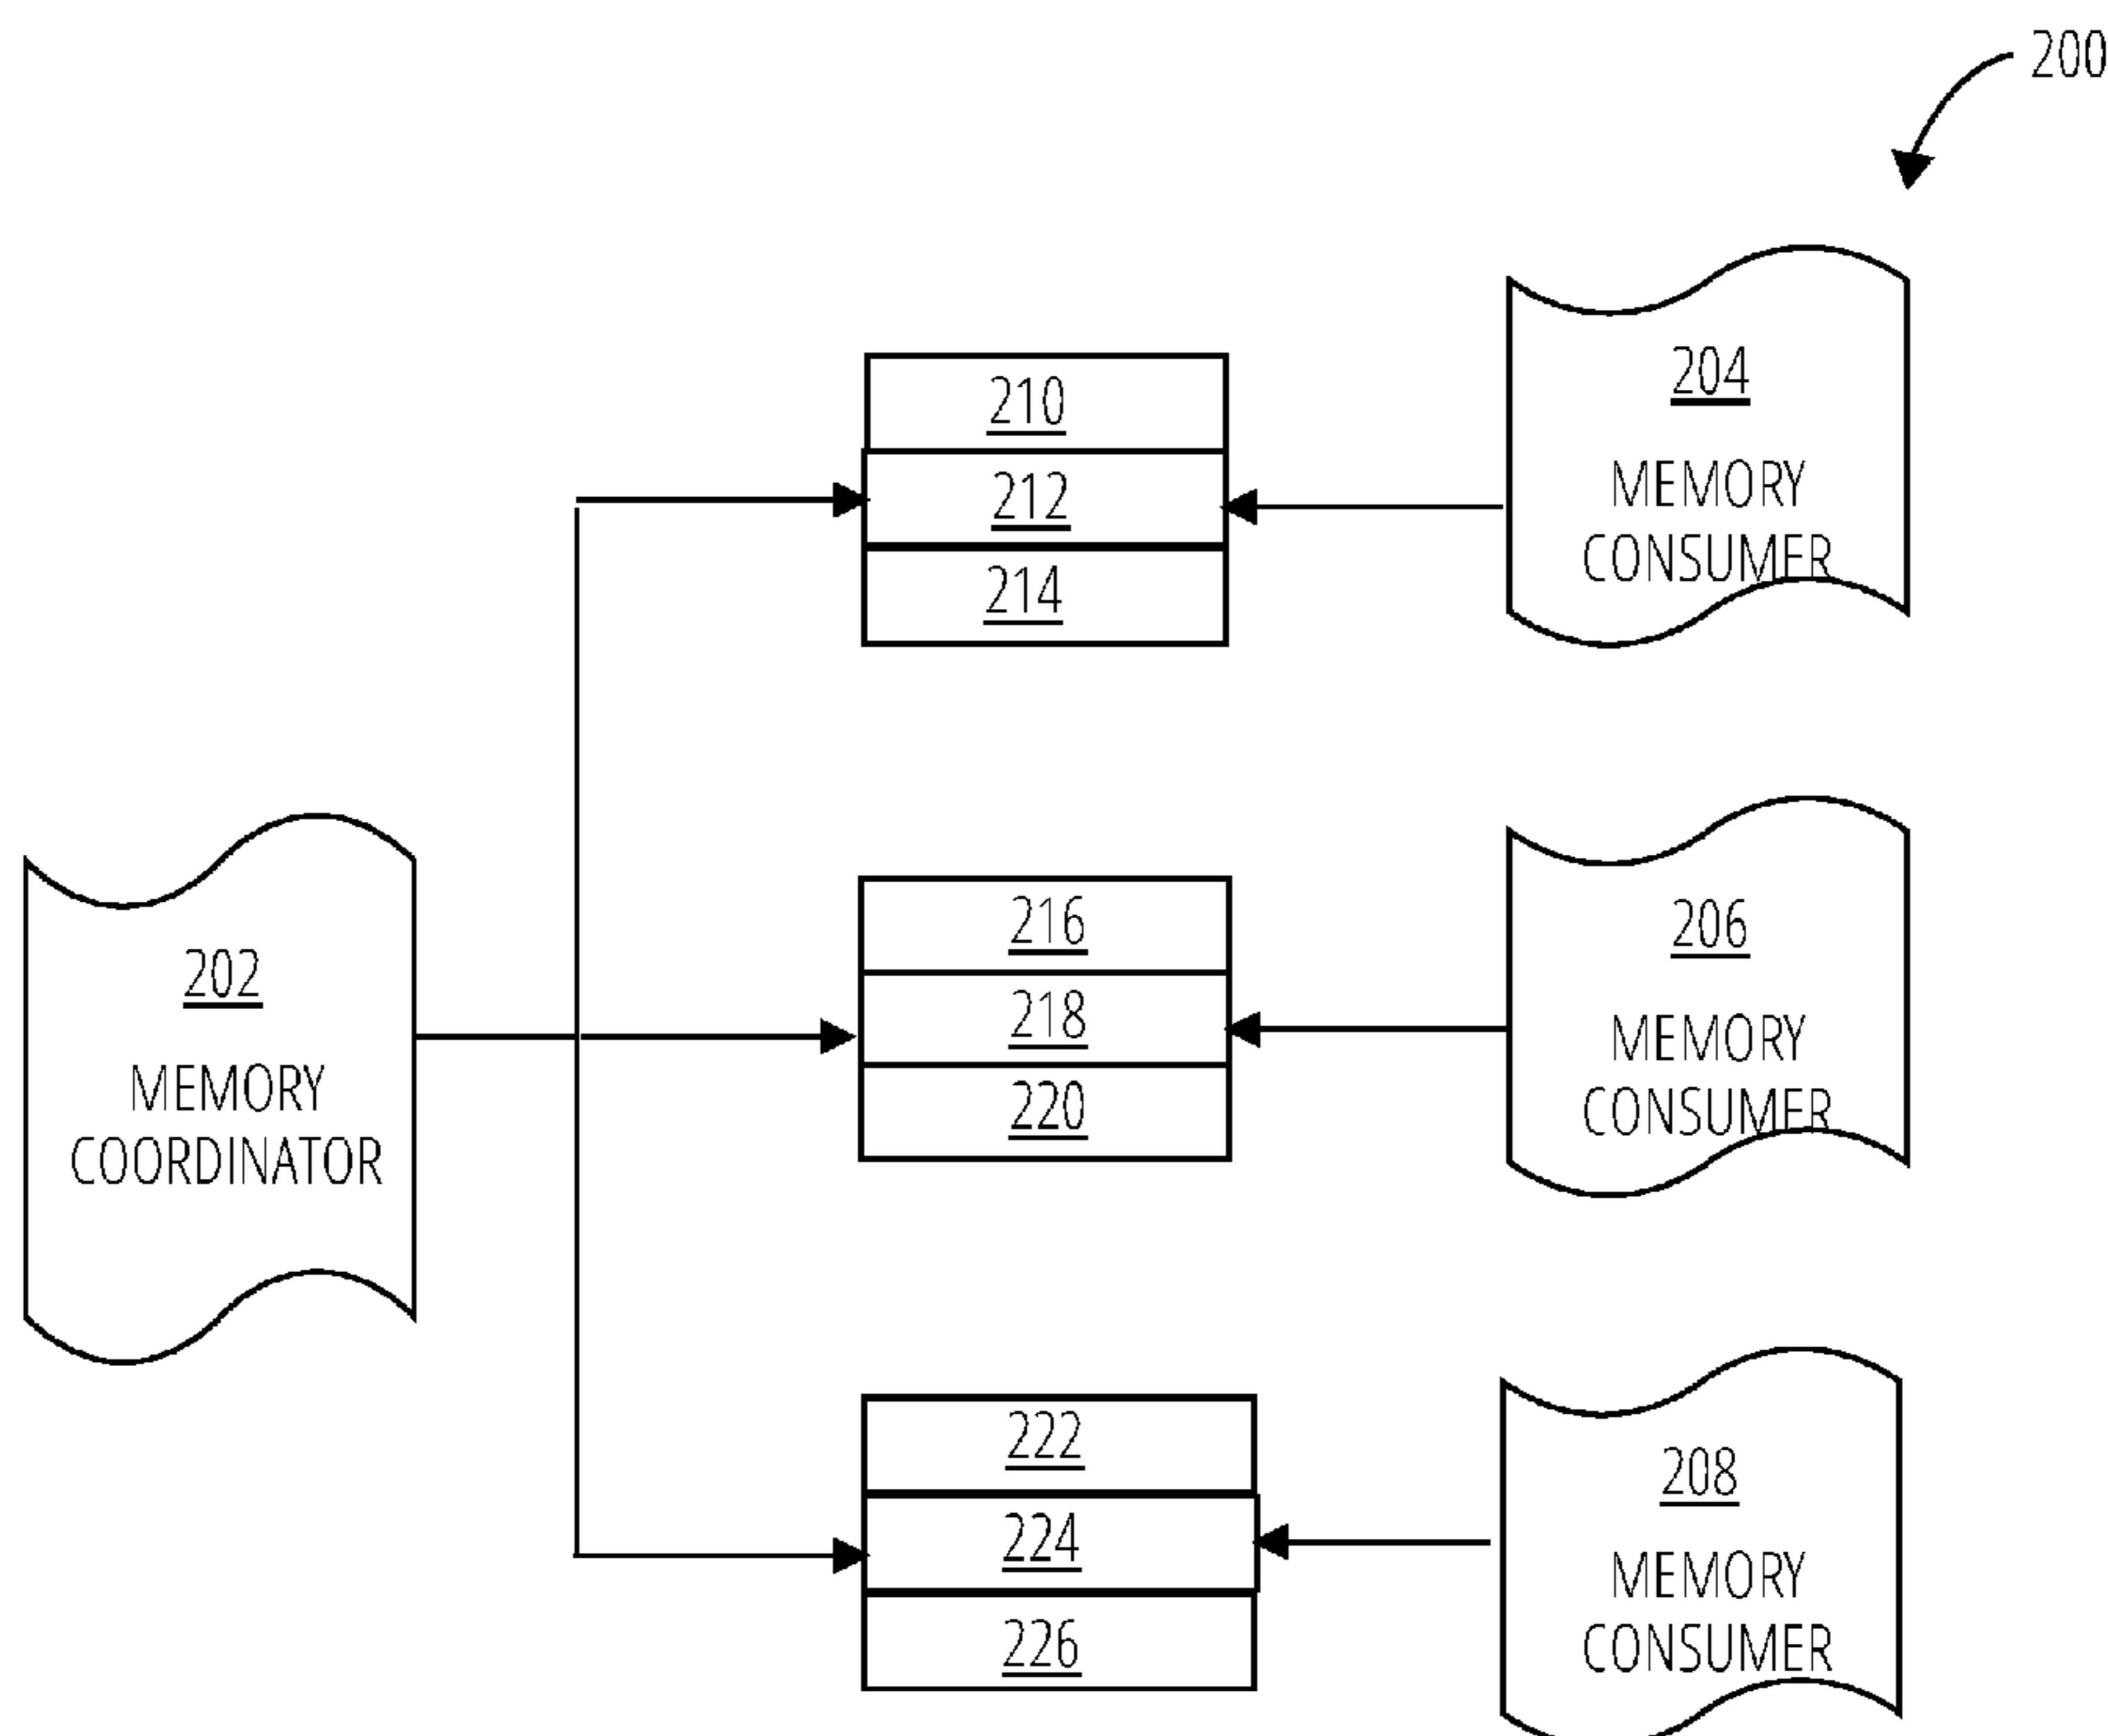 200
204
MEMORY
CONSUMER
210
212
214
206
MEMORY
CONSUMER
216
218
220
202
MEMORY
COORDINATOR
222
224
226
208
MEMORY
CONSUMER